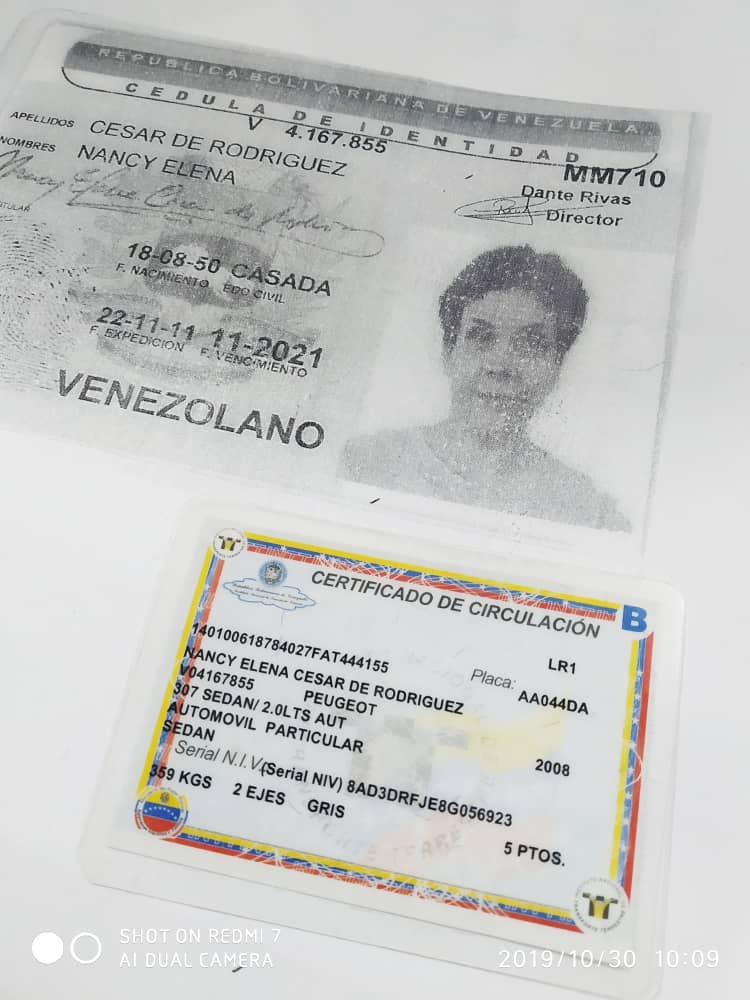 REPUBLICA BOLIVARIANA DE VENEZUELA
CEDULA DE IDENTIDAD
V 4.167.855
MM710
APELLIDOS CESAR DE RODRIGUEZ
NOMBRES NANCY ELENA
Dante Rivas
Director
18-08-50 CASADA
F. NACIMIENTO EDO CIVIL
22-11-11 11-2021
F. EXPEDICION F. VENCIMIENTO
VENEZOLANO
CERTIFICADO DE CIRCULACIÓN B
140100618784027FAT444155 LR1
NANCY ELENA CESAR DE RODRIGUEZ Placa: AA044DA
V04167855 PEUGEOT
307 SEDAN/ 2.0LTS AUT
AUTOMOVIL PARTICULAR
SEDAN 2008
Serial N.I.V. (Serial NIV) 8AD3DRFJE8G056923
359 KGS 2 EJES GRIS
5 PTOS.
SHOT ON REDMI 7
AI DUAL CAMERA
2019/10/30 10:09